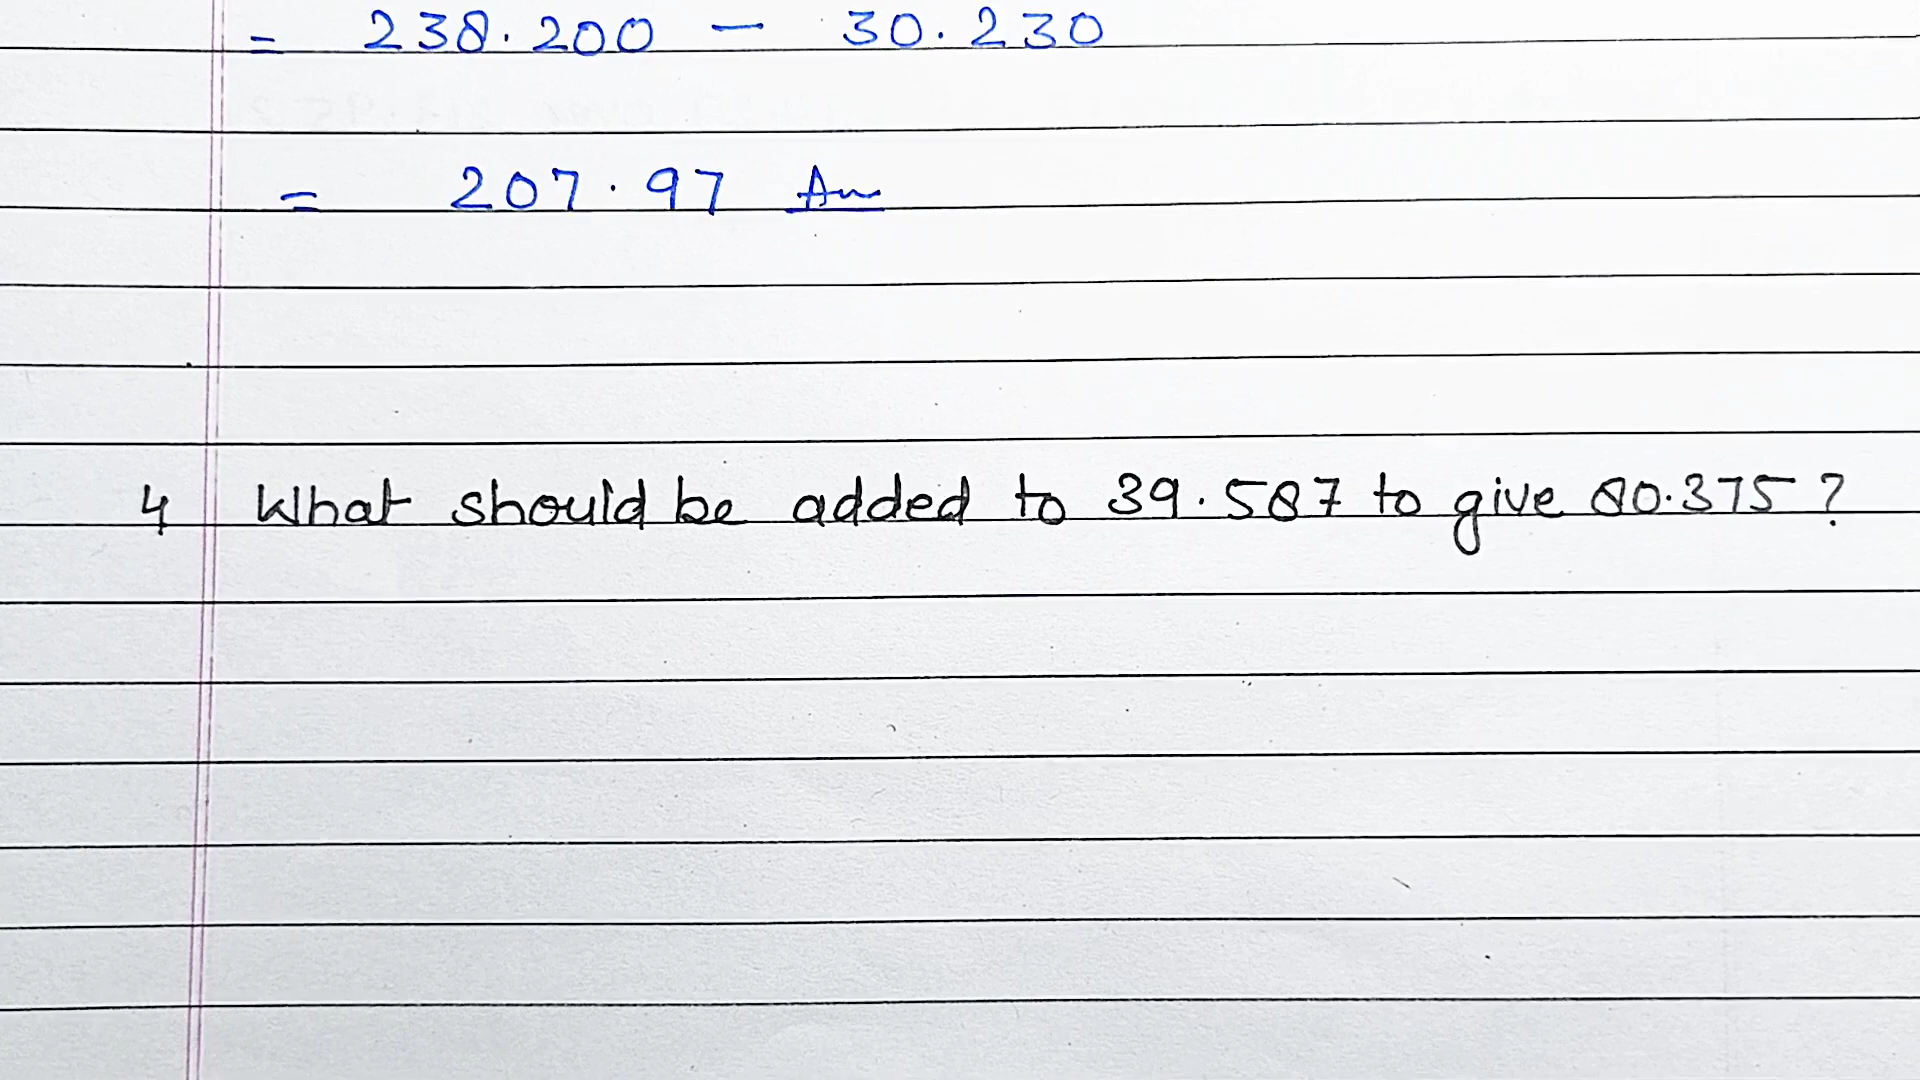 = 238.200 - 30.230
= 207.97 Ans
4 What should be added to 39.587 to give 80.375?